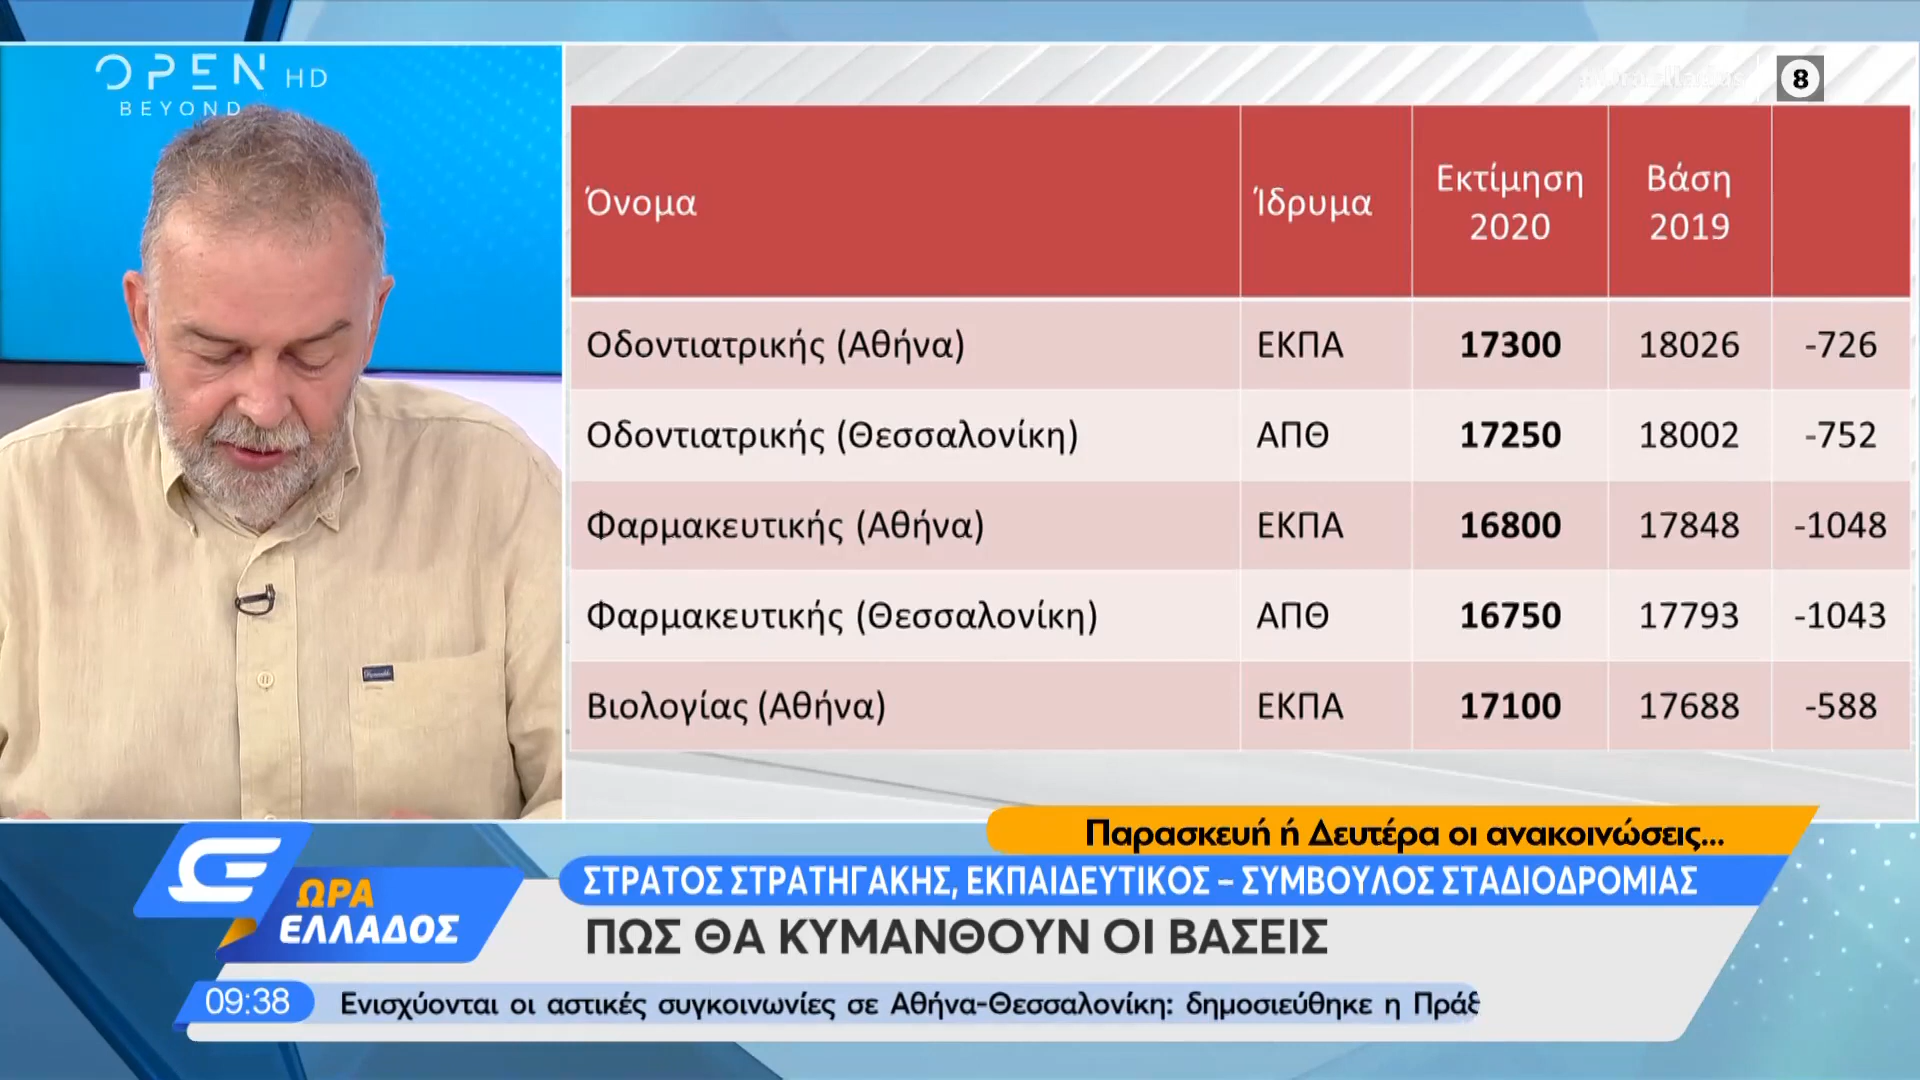 OPEN HD
BEYOND
8
Όνομα Ίδρυμα Εκτίμηση 2020 Βάση 2019
Οδοντιατρικής (Αθήνα) ΕΚΠΑ 17300 18026 -726
Οδοντιατρικής (Θεσσαλονίκη) ΑΠΘ 17250 18002 -752
Φαρμακευτικής (Αθήνα) ΕΚΠΑ 16800 17848 -1048
Φαρμακευτικής (Θεσσαλονίκη) ΑΠΘ 16750 17793 -1043
Βιολογίας (Αθήνα) ΕΚΠΑ 17100 17688 -588
Παρασκευή ή Δευτέρα οι ανακοινώσεις...
ΣΤΡΑΤΟΣ ΣΤΡΑΤΗΓΑΚΗΣ, ΕΚΠΑΙΔΕΥΤΙΚΟΣ – ΣΥΜΒΟΥΛΟΣ ΣΤΑΔΙΟΔΡΟΜΙΑΣ
ΩΡΑ
ΕΛΛΑΔΟΣ
ΠΩΣ ΘΑ ΚΥΜΑΝΘΟΥΝ ΟΙ ΒΑΣΕΙΣ
09:38 Ενισχύονται οι αστικές συγκοινωνίες σε Αθήνα-Θεσσαλονίκη: δημοσιεύθηκε η Πράξ